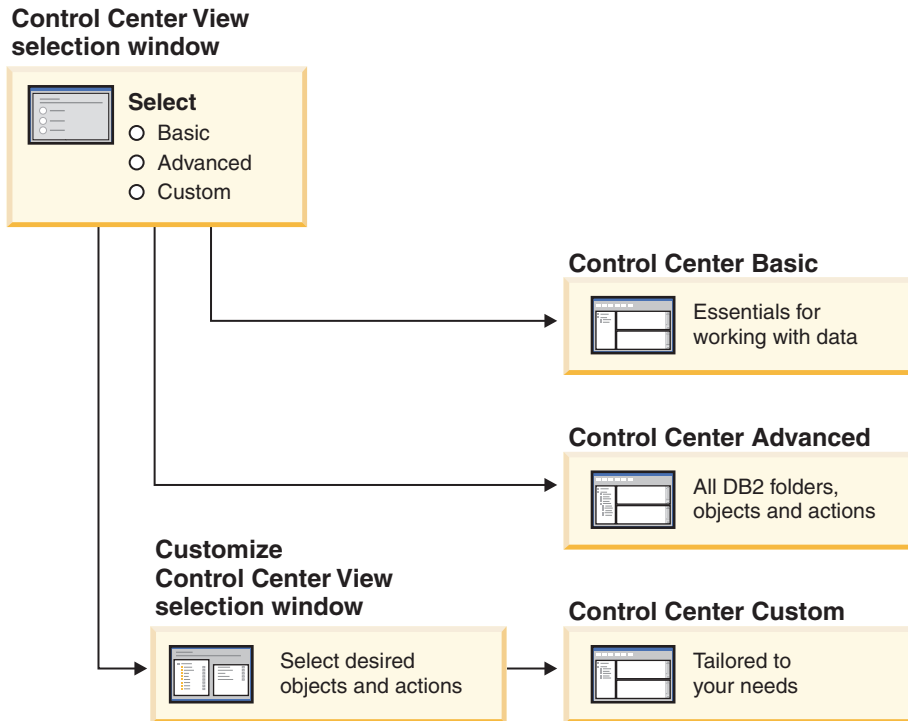 Control Center View
selection window
Select
Basic
Advanced
Custom
Control Center Basic
Essentials for
working with data
Control Center Advanced
All DB2 folders,
objects and actions
Customize
Control Center View
selection window
Select desired
objects and actions
Control Center Custom
Tailored to
your needs